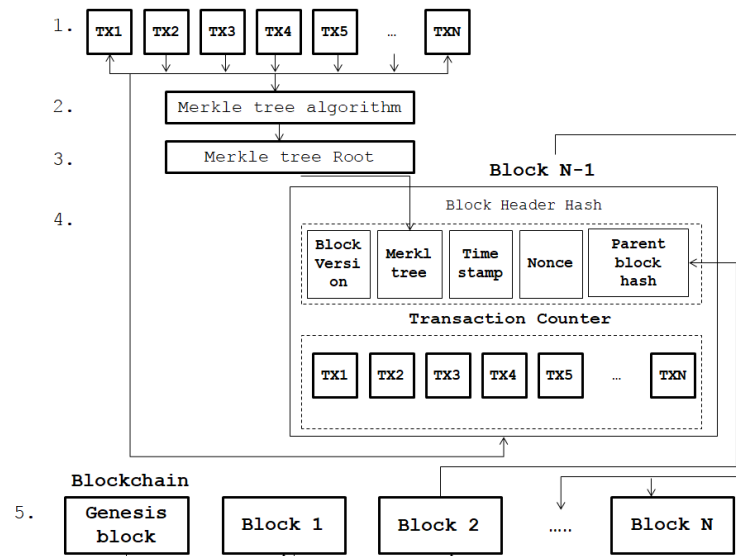 1. TX1 TX2 TX3 TX4 TX5 … TXN
2. Merkle tree algorithm
3. Merkle tree Root
Block N-1
4. Block Header Hash
Block
Versi
on
Merkl
tree
Time
stamp
Nonce
Parent
block
hash
Transaction Counter
TX1 TX2 TX3 TX4 TX5 … TXN
Blockchain
5. Genesis
block
Block 1
Block 2
.....
Block N